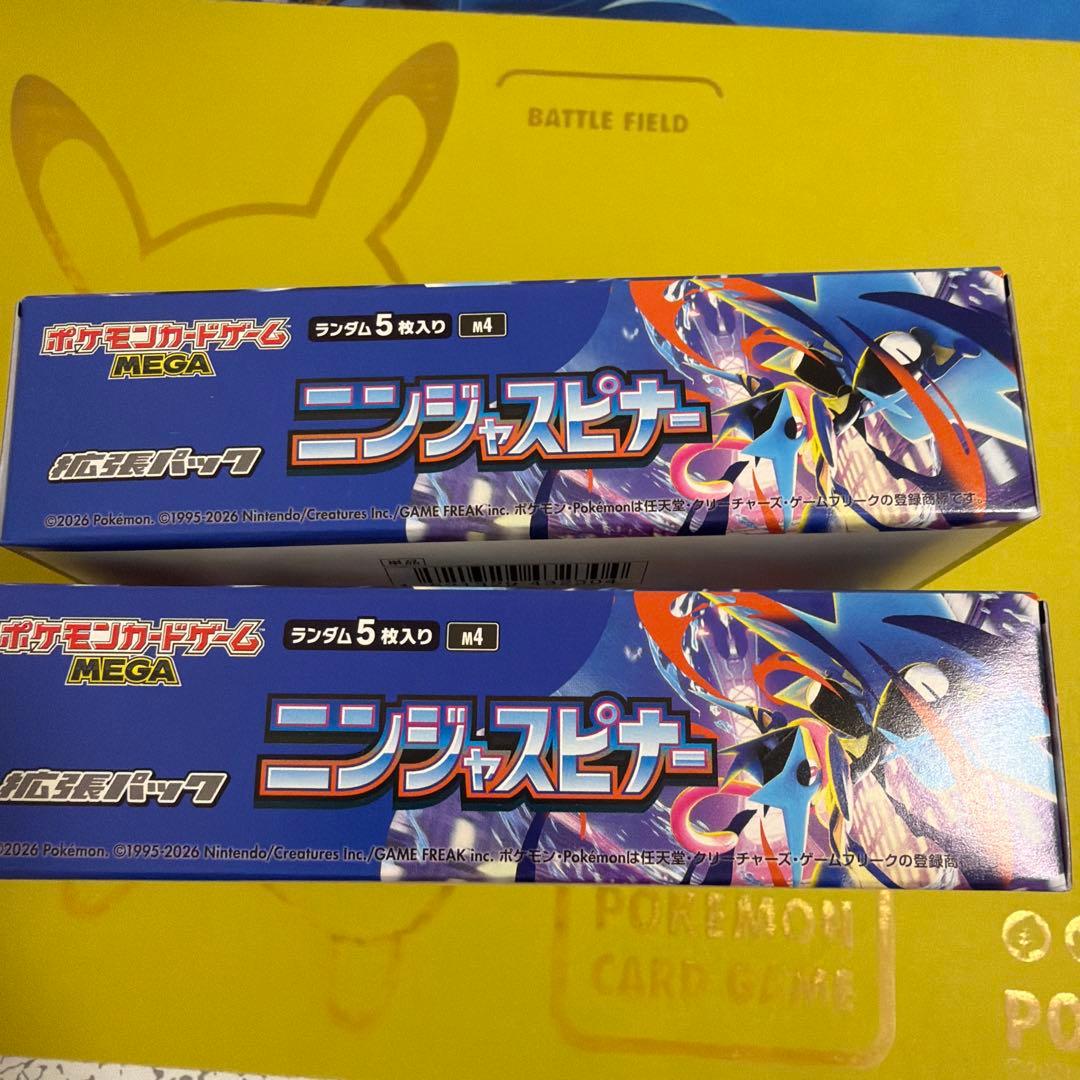 BATTLE FIELD
ポケモンカードゲーム
MEGA
ランダム5枚入り M4
ニンジャスピナー
拡張パック
©2026 Pokémon. ©1995-2026 Nintendo/Creatures Inc./GAME FREAK inc. ポケモン・Pokémonは任天堂・クリーチャーズ・ゲームフリークの登録商標です。
単品
ポケモンカードゲーム
MEGA
ランダム5枚入り M4
ニンジャスピナー
拡張パック
2026 Pokémon. ©1995-2026 Nintendo/Creatures Inc./GAME FREAK inc. ポケモン・Pokémonは任天堂・クリーチャーズ・ゲームフリークの登録商
POKEMON
CARD GAME
PO